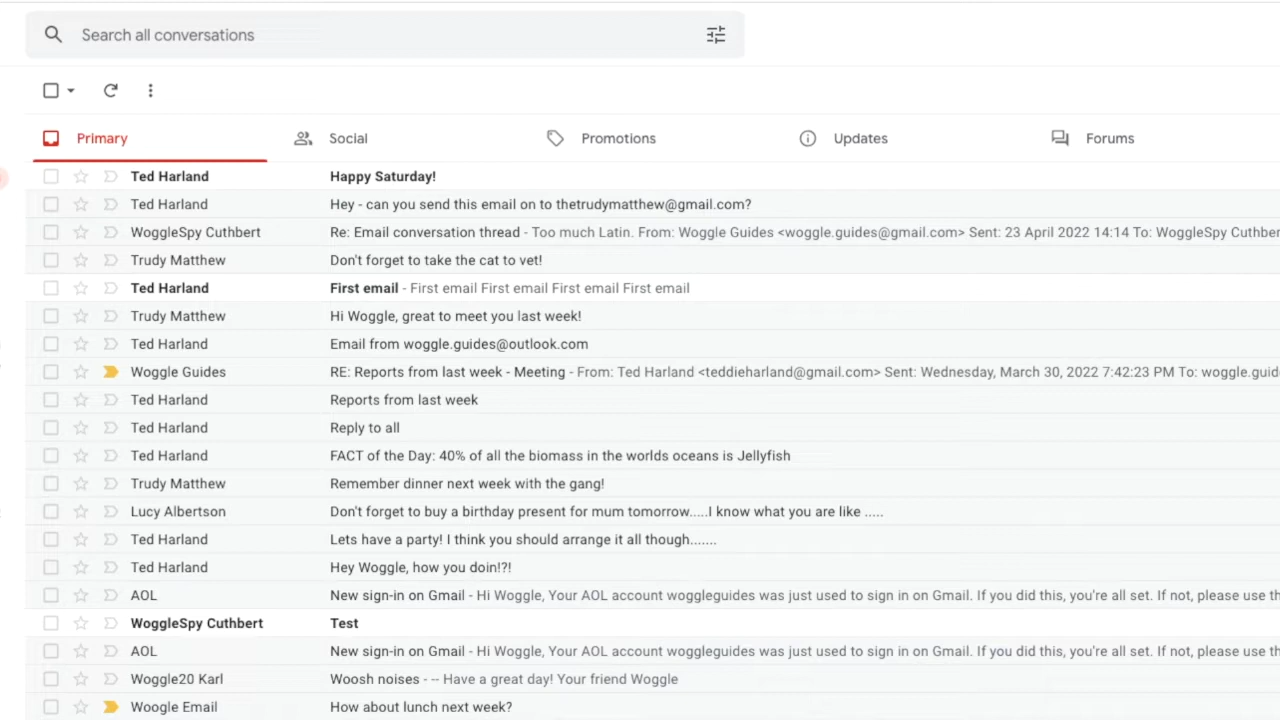 Search all conversations
Primary Social Promotions Updates Forums
Ted Harland Happy Saturday!
Ted Harland Hey - can you send this email on to thetrudymatthew@gmail.com?
WoggleSpy Cuthbert Re: Email conversation thread - Too much Latin. From: Woggle Guides <woggle.guides@gmail.com> Sent: 23 April 2022 14:14 To: WoggleSpy Cuthber
Trudy Matthew Don't forget to take the cat to vet!
Ted Harland First email - First email First email First email First email
Trudy Matthew Hi Woggle, great to meet you last week!
Ted Harland Email from woggle.guides@outlook.com
Woggle Guides RE: Reports from last week - Meeting - From: Ted Harland <teddieharland@gmail.com> Sent: Wednesday, March 30, 2022 7:42:23 PM To: woggle.guid
Ted Harland Reports from last week
Ted Harland Reply to all
Ted Harland FACT of the Day: 40% of all the biomass in the worlds oceans is Jellyfish
Trudy Matthew Remember dinner next week with the gang!
Lucy Albertson Don't forget to buy a birthday present for mum tomorrow.....I know what you are like .....
Ted Harland Lets have a party! I think you should arrange it all though.......
Ted Harland Hey Woggle, how you doin!?!
AOL New sign-in on Gmail - Hi Woggle, Your AOL account woggleguides was just used to sign in on Gmail. If you did this, you're all set. If not, please use th
WoggleSpy Cuthbert Test
AOL New sign-in on Gmail - Hi Woggle, Your AOL account woggleguides was just used to sign in on Gmail. If you did this, you're all set. If not, please use th
Woggle20 Karl Woosh noises - -- Have a great day! Your friend Woggle
Woogle Email How about lunch next week?